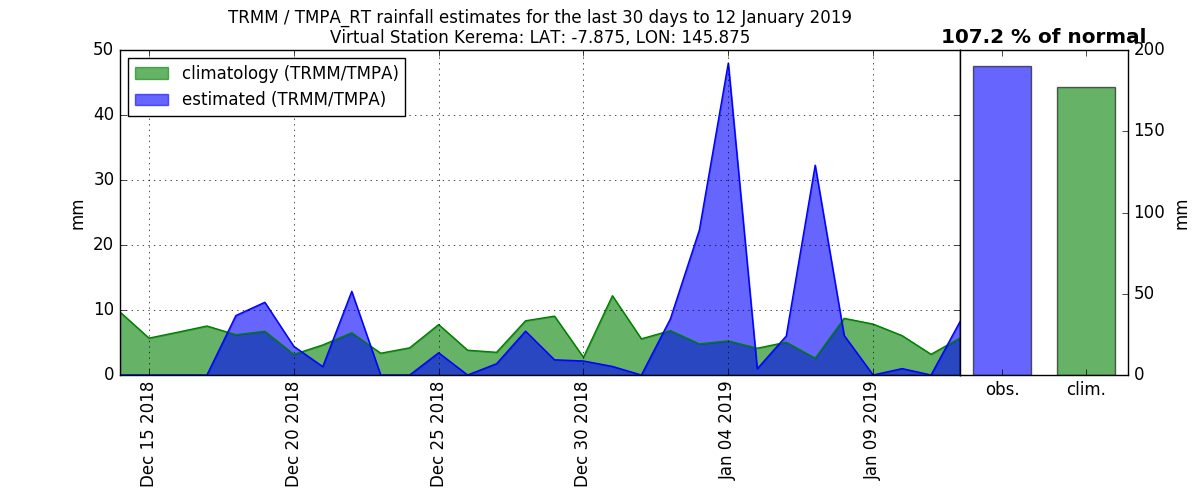 TRMM / TMPA_RT rainfall estimates for the last 30 days to 12 January 2019
Virtual Station Kerema: LAT: -7.875, LON: 145.875
107.2 % of normal
climatology (TRMM/TMPA)
estimated (TRMM/TMPA)
50
40
30
20
10
0
mm
Dec 15 2018
Dec 20 2018
Dec 25 2018
Dec 30 2018
Jan 04 2019
Jan 09 2019
200
150
100
50
0
mm
obs.
clim.